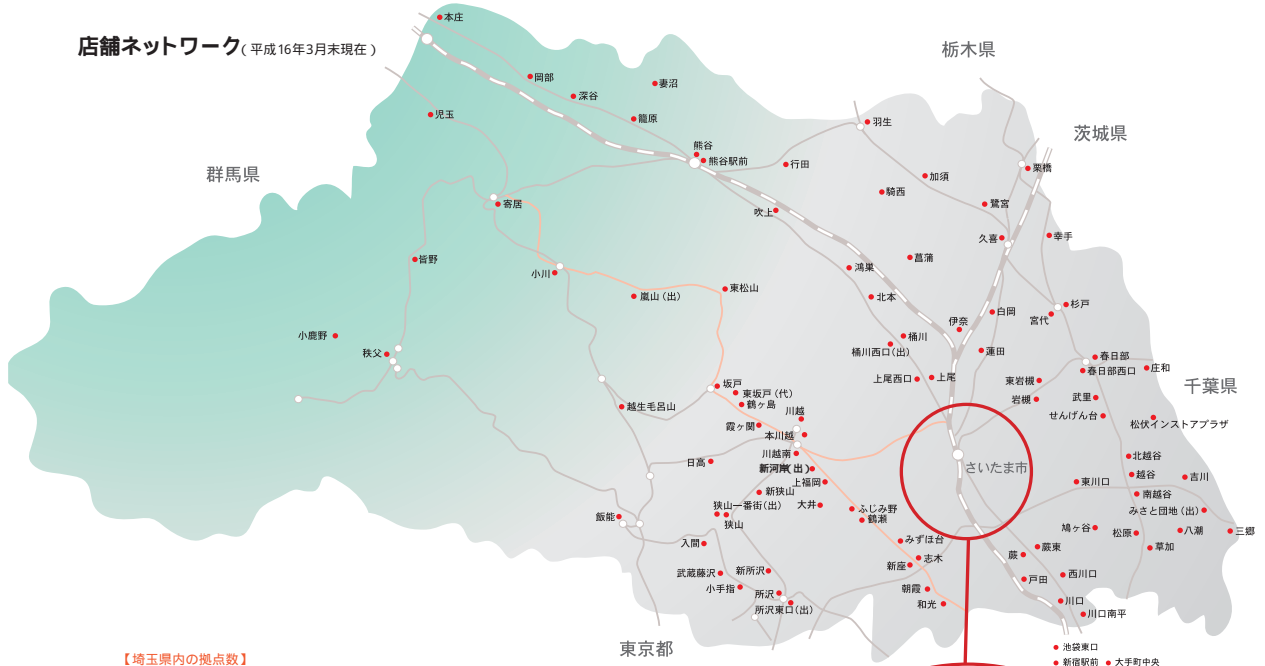 店舗ネットワーク(平成16年3月末現在)
本庄
栃木県
岡部
妻沼
深谷
児玉
籠原
羽生
茨城県
熊谷
熊谷駅前
行田
栗橋
群馬県
加須
騎西
寄居
鷺宮
吹上
久喜
幸手
皆野
菖蒲
小川
鴻巣
嵐山(出)
東松山
北本
杉戸
白岡
宮代
伊奈
小鹿野
桶川
秩父
桶川西口(出)
蓮田
春日部
春日部西口
庄和
上尾西口
上尾
東岩槻
千葉県
坂戸
東坂戸(代)
岩槻
武里
鶴ヶ島
越生毛呂山
川越
せんげん台
松伏インストアプラザ
霞ヶ関
本川越
川越南
北越谷
日高
新河岸(出)
さいたま市
越谷
吉川
上福岡
東川口
新狭山
南越谷
狭山一番街(出)
大井
ふじみ野
みさと団地(出)
飯能
狭山
鶴瀬
鳩ヶ谷
松原
八潮
三郷
入間
みずほ台
蕨東
草加
蕨
志木
新座
武蔵藤沢
新所沢
戸田
西川口
小手指
所沢
朝霞
所沢東口(出)
和光
川口
川口南平
東京都
池袋東口
【埼玉県内の拠点数】
新宿駅前
大手町中央